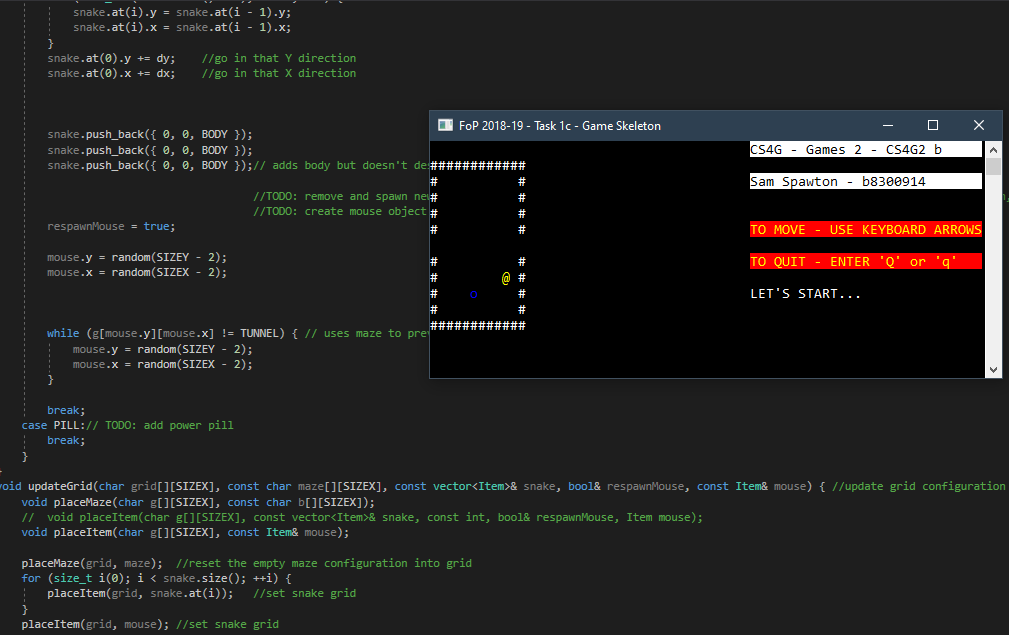 snake.at(i).y = snake.at(i - 1).y;
snake.at(i).x = snake.at(i - 1).x;
}
snake.at(0).y += dy;    //go in that Y direction
snake.at(0).x += dx;    //go in that X direction
snake.push_back({ 0, 0, BODY });
snake.push_back({ 0, 0, BODY });
snake.push_back({ 0, 0, BODY });// adds body but doesn't
//TODO: remove and spawn
//TODO: create mouse object
respawnMouse = true;
mouse.y = random(SIZEY - 2);
mouse.x = random(SIZEX - 2);
while (g[mouse.y][mouse.x] != TUNNEL) { // uses maze to
mouse.y = random(SIZEY - 2);
mouse.x = random(SIZEX - 2);
}
break;
case PILL:// TODO: add power pill
break;
}
void updateGrid(char grid[][SIZEX], const char maze[][SIZEX], const vector<Item>& snake, bool& respawnMouse, const Item& mouse) { //update grid configuration
void placeMaze(char g[][SIZEX], const char b[][SIZEX]);
//  void placeItem(char g[][SIZEX], const vector<Item>& snake, const int, bool& respawnMouse, Item mouse);
void placeItem(char g[][SIZEX], const Item& mouse);
placeMaze(grid, maze);  //reset the empty maze configuration into grid
for (size_t i(0); i < snake.size(); ++i) {
placeItem(grid, snake.at(i));   //set snake grid
}
placeItem(grid, mouse); //set snake grid
FoP 2018-19 - Task 1c - Game Skeleton
############
#          #
#          #
#          #
#          #
#          #
#        @ #
#    o     #
#          #
############
CS4G - Games 2 - CS4G2 b
Sam Spawton - b8300914
TO MOVE - USE KEYBOARD ARROWS
TO QUIT - ENTER 'Q' or 'q'
LET'S START...